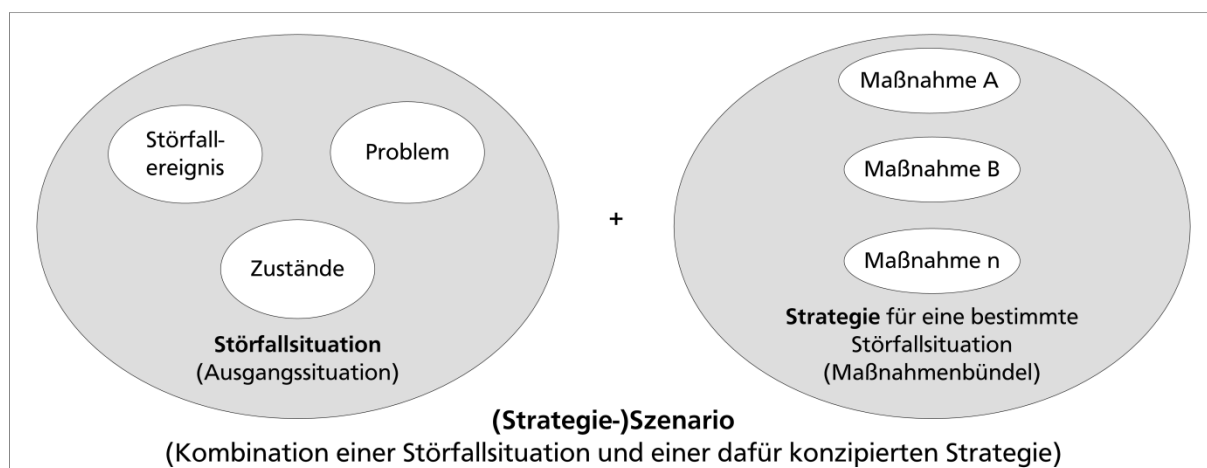 Störfall-
ereignis
Problem
Zustände
Störfallsituation
(Ausgangssituation)
+
Maßnahme A
Maßnahme B
Maßnahme n
Strategie für eine bestimmte
Störfallsituation
(Maßnahmenbündel)
(Strategie-)Szenario
(Kombination einer Störfallsituation und einer dafür konzipierten Strategie)